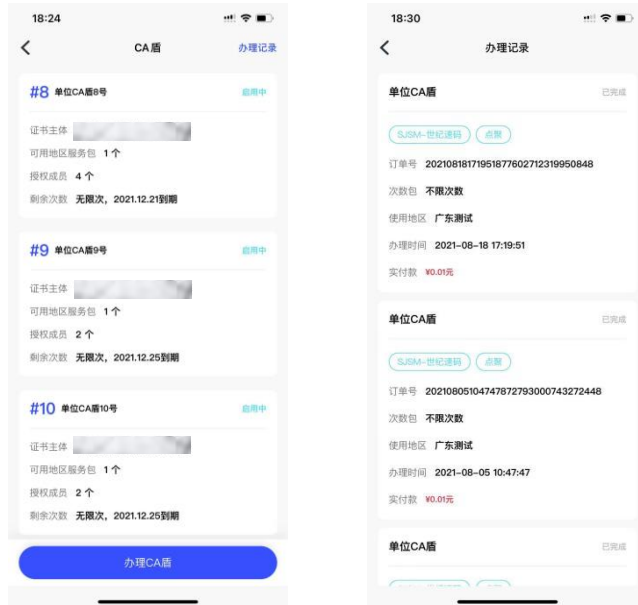 18:24
CA盾
办理记录
#8 单位CA盾8号
启用中
证书主体
可用地区服务包 1个
授权成员 4个
剩余次数 无限次，2021.12.21到期
#9 单位CA盾9号
启用中
证书主体
可用地区服务包 1个
授权成员 2个
剩余次数 无限次，2021.12.25到期
#10 单位CA盾10号
启用中
证书主体
可用地区服务包 1个
授权成员 2个
剩余次数 无限次，2021.12.25到期
办理CA盾
18:30
办理记录
单位CA盾
已完成
SJSM-世纪速码 点聚
订单号 20210818171951877602712319950848
次数包 不限次数
使用地区 广东测试
办理时间 2021-08-18 17:19:51
实付款 ¥0.01元
单位CA盾
已完成
SJSM-世纪速码 点聚
订单号 20210805104747872793000743272448
次数包 不限次数
使用地区 广东测试
办理时间 2021-08-05 10:47:47
实付款 ¥0.01元
单位CA盾
已完成